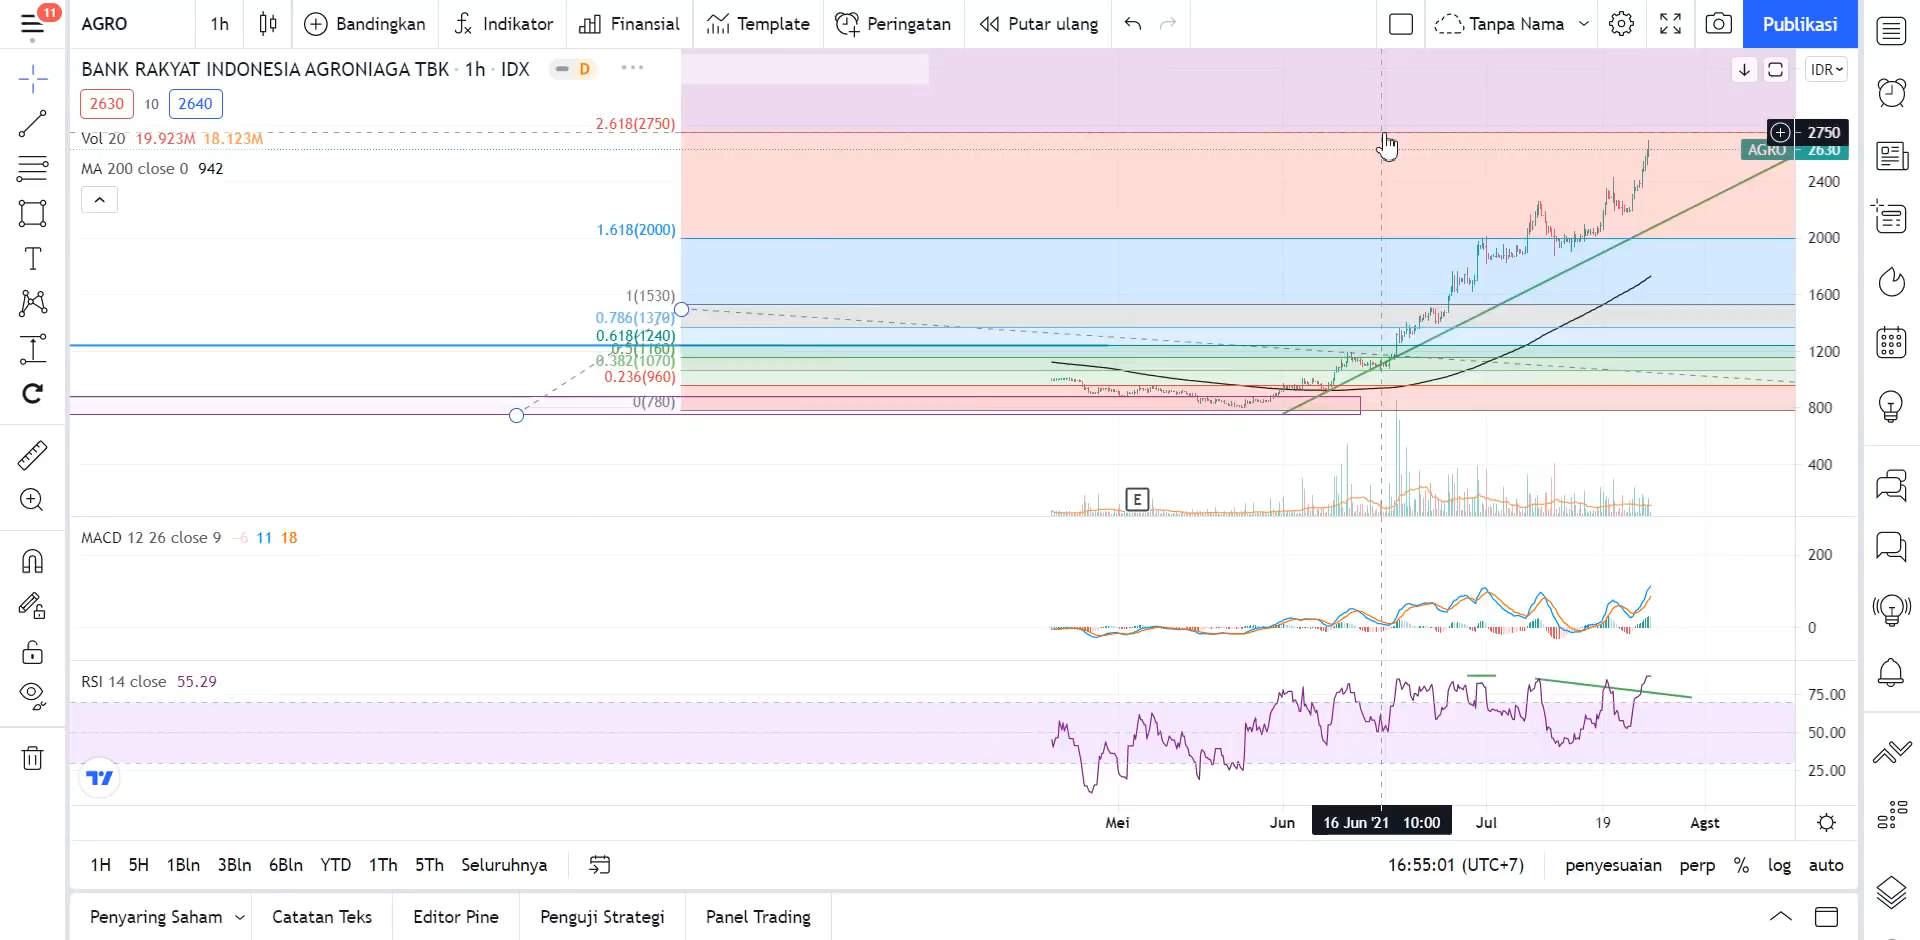 11
AGRO
1h
Bandingkan
Indikator
Finansial
Template
Peringatan
Putar ulang
Tanpa Nama
Publikasi
BANK RAKYAT INDONESIA AGRONIAGA TBK · 1h · IDX
D
IDR
2630 10 2640
2.618(2750)
2750
Vol 20 19.923M 18.123M
AGRO 2630
MA 200 close 0 942
2400
1.618(2000)
2000
1(1530)
1600
0.786(1370)
0.618(1240)
0.5(1160)
1200
0.382(1070)
0.236(960)
0(780)
800
400
E
MACD 12 26 close 9 −6 11 18
200
0
RSI 14 close 55.29
75.00
50.00
25.00
Mei
Jun
16 Jun '21 10:00
Jul
19
Agst
1H 5H 1Bln 3Bln 6Bln YTD 1Th 5Th Seluruhnya
16:55:01 (UTC+7)
penyesuaian perp % log auto
Penyaring Saham
Catatan Teks
Editor Pine
Penguji Strategi
Panel Trading